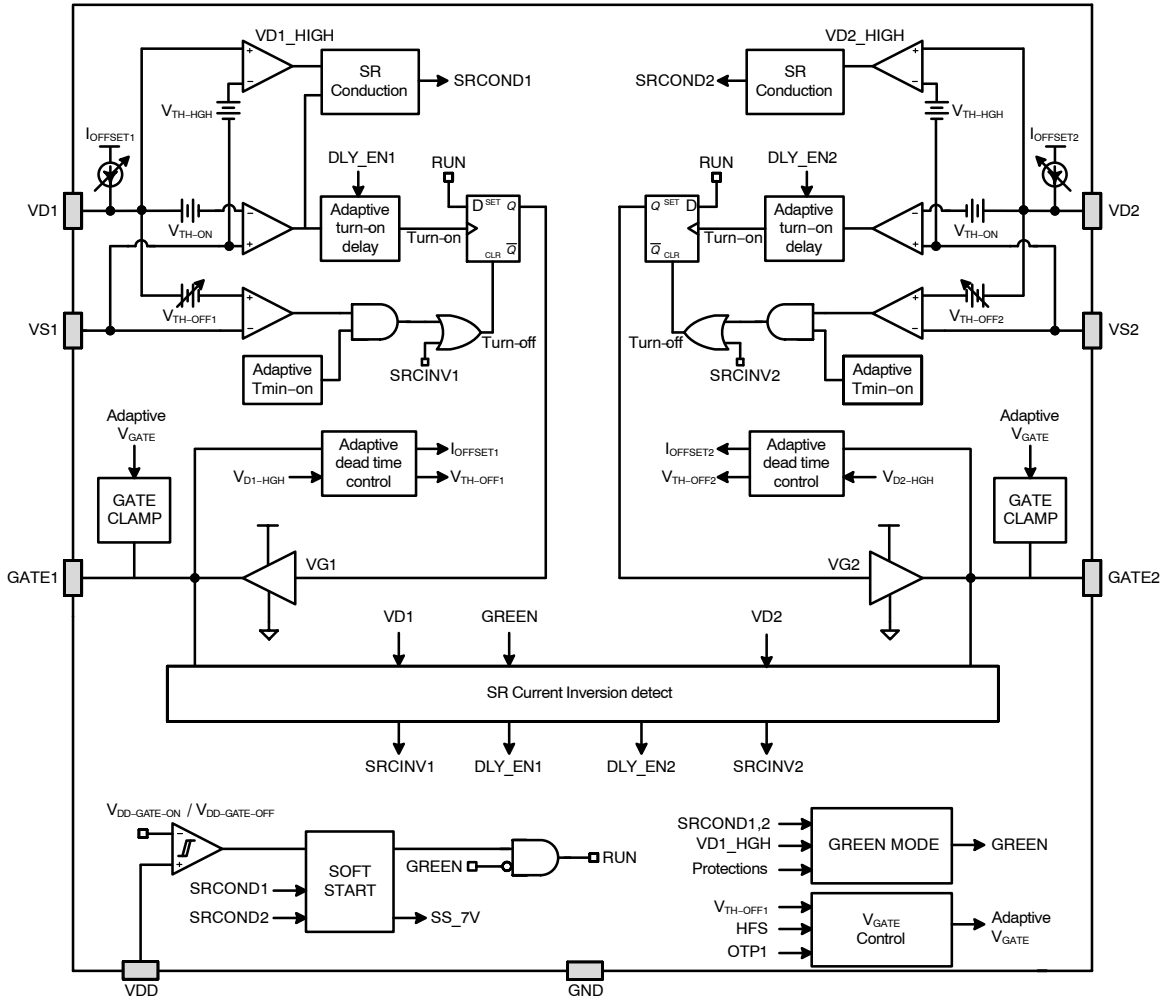 VD1_HIGH
SR
Conduction
SRCOND1
VTH−HGH
IOFFSET1
DLY_EN1
RUN
VD1
VTH−ON
Adaptive
turn-on
delay
Turn-on
D SET Q
Q
CLR
VTH−OFF1
VS1
Adaptive
Tmin−on
SRCINV1
Turn-off
VD2_HIGH
SRCOND2
SR
Conduction
VTH−HGH
IOFFSET2
RUN
DLY_EN2
Q SET D
Q
CLR
Turn-on
Adaptive
turn-on
delay
VTH−ON
VD2
VTH−OFF2
VS2
Turn-off
SRCINV2
Adaptive
Tmin−on
Adaptive
VGATE
GATE
CLAMP
VD1-HGH
Adaptive
dead time
control
IOFFSET1
VTH−OFF1
GATE1
VG1
IOFFSET2
VTH−OFF2
Adaptive
dead time
control
VD2-HGH
Adaptive
VGATE
GATE
CLAMP
VG2
GATE2
VD1
GREEN
VD2
SR Current Inversion detect
SRCINV1
DLY_EN1
DLY_EN2
SRCINV2
VDD−GATE−ON / VDD−GATE−OFF
SRCOND1
SRCOND2
SOFT
START
GREEN
RUN
SS_7V
SRCOND1,2
VD1_HGH
Protections
GREEN MODE
GREEN
VTH−OFF1
HFS
OTP1
VGATE
Control
Adaptive
VGATE
VDD
GND